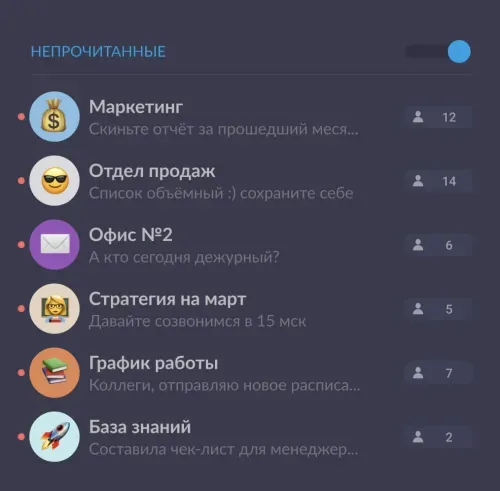 НЕПРОЧИТАННЫЕ
Маркетинг
Скиньте отчёт за прошедший меся...
12
Отдел продаж
Список объёмный :) сохраните себе
14
Офис №2
А кто сегодня дежурный?
6
Стратегия на март
Давайте созвонимся в 15 мск
5
График работы
Коллеги, отправляю новое расписа...
7
База знаний
Составила чек-лист для менеджер...
2